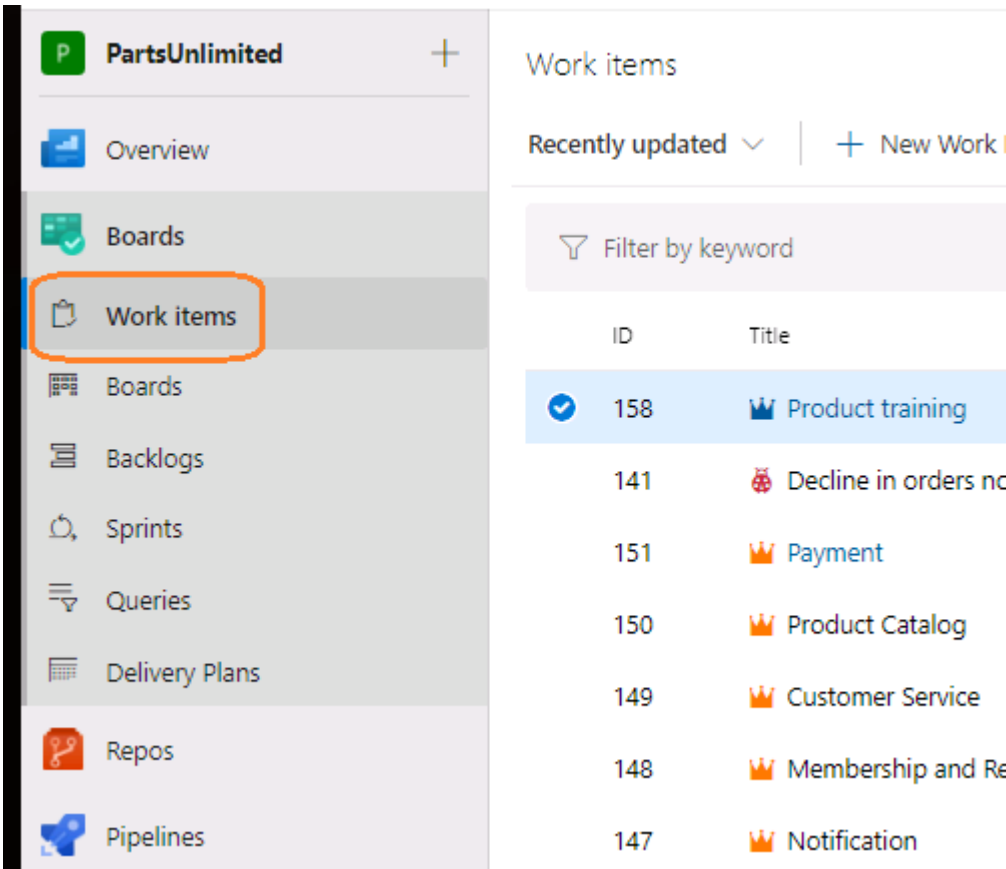 P PartsUnlimited
Overview
Boards
Work items
Boards
Backlogs
Sprints
Queries
Delivery Plans
Repos
Pipelines
Work items
Recently updated New Work
Filter by keyword
ID Title
158 Product training
141 Decline in orders no
151 Payment
150 Product Catalog
149 Customer Service
148 Membership and Re
147 Notification